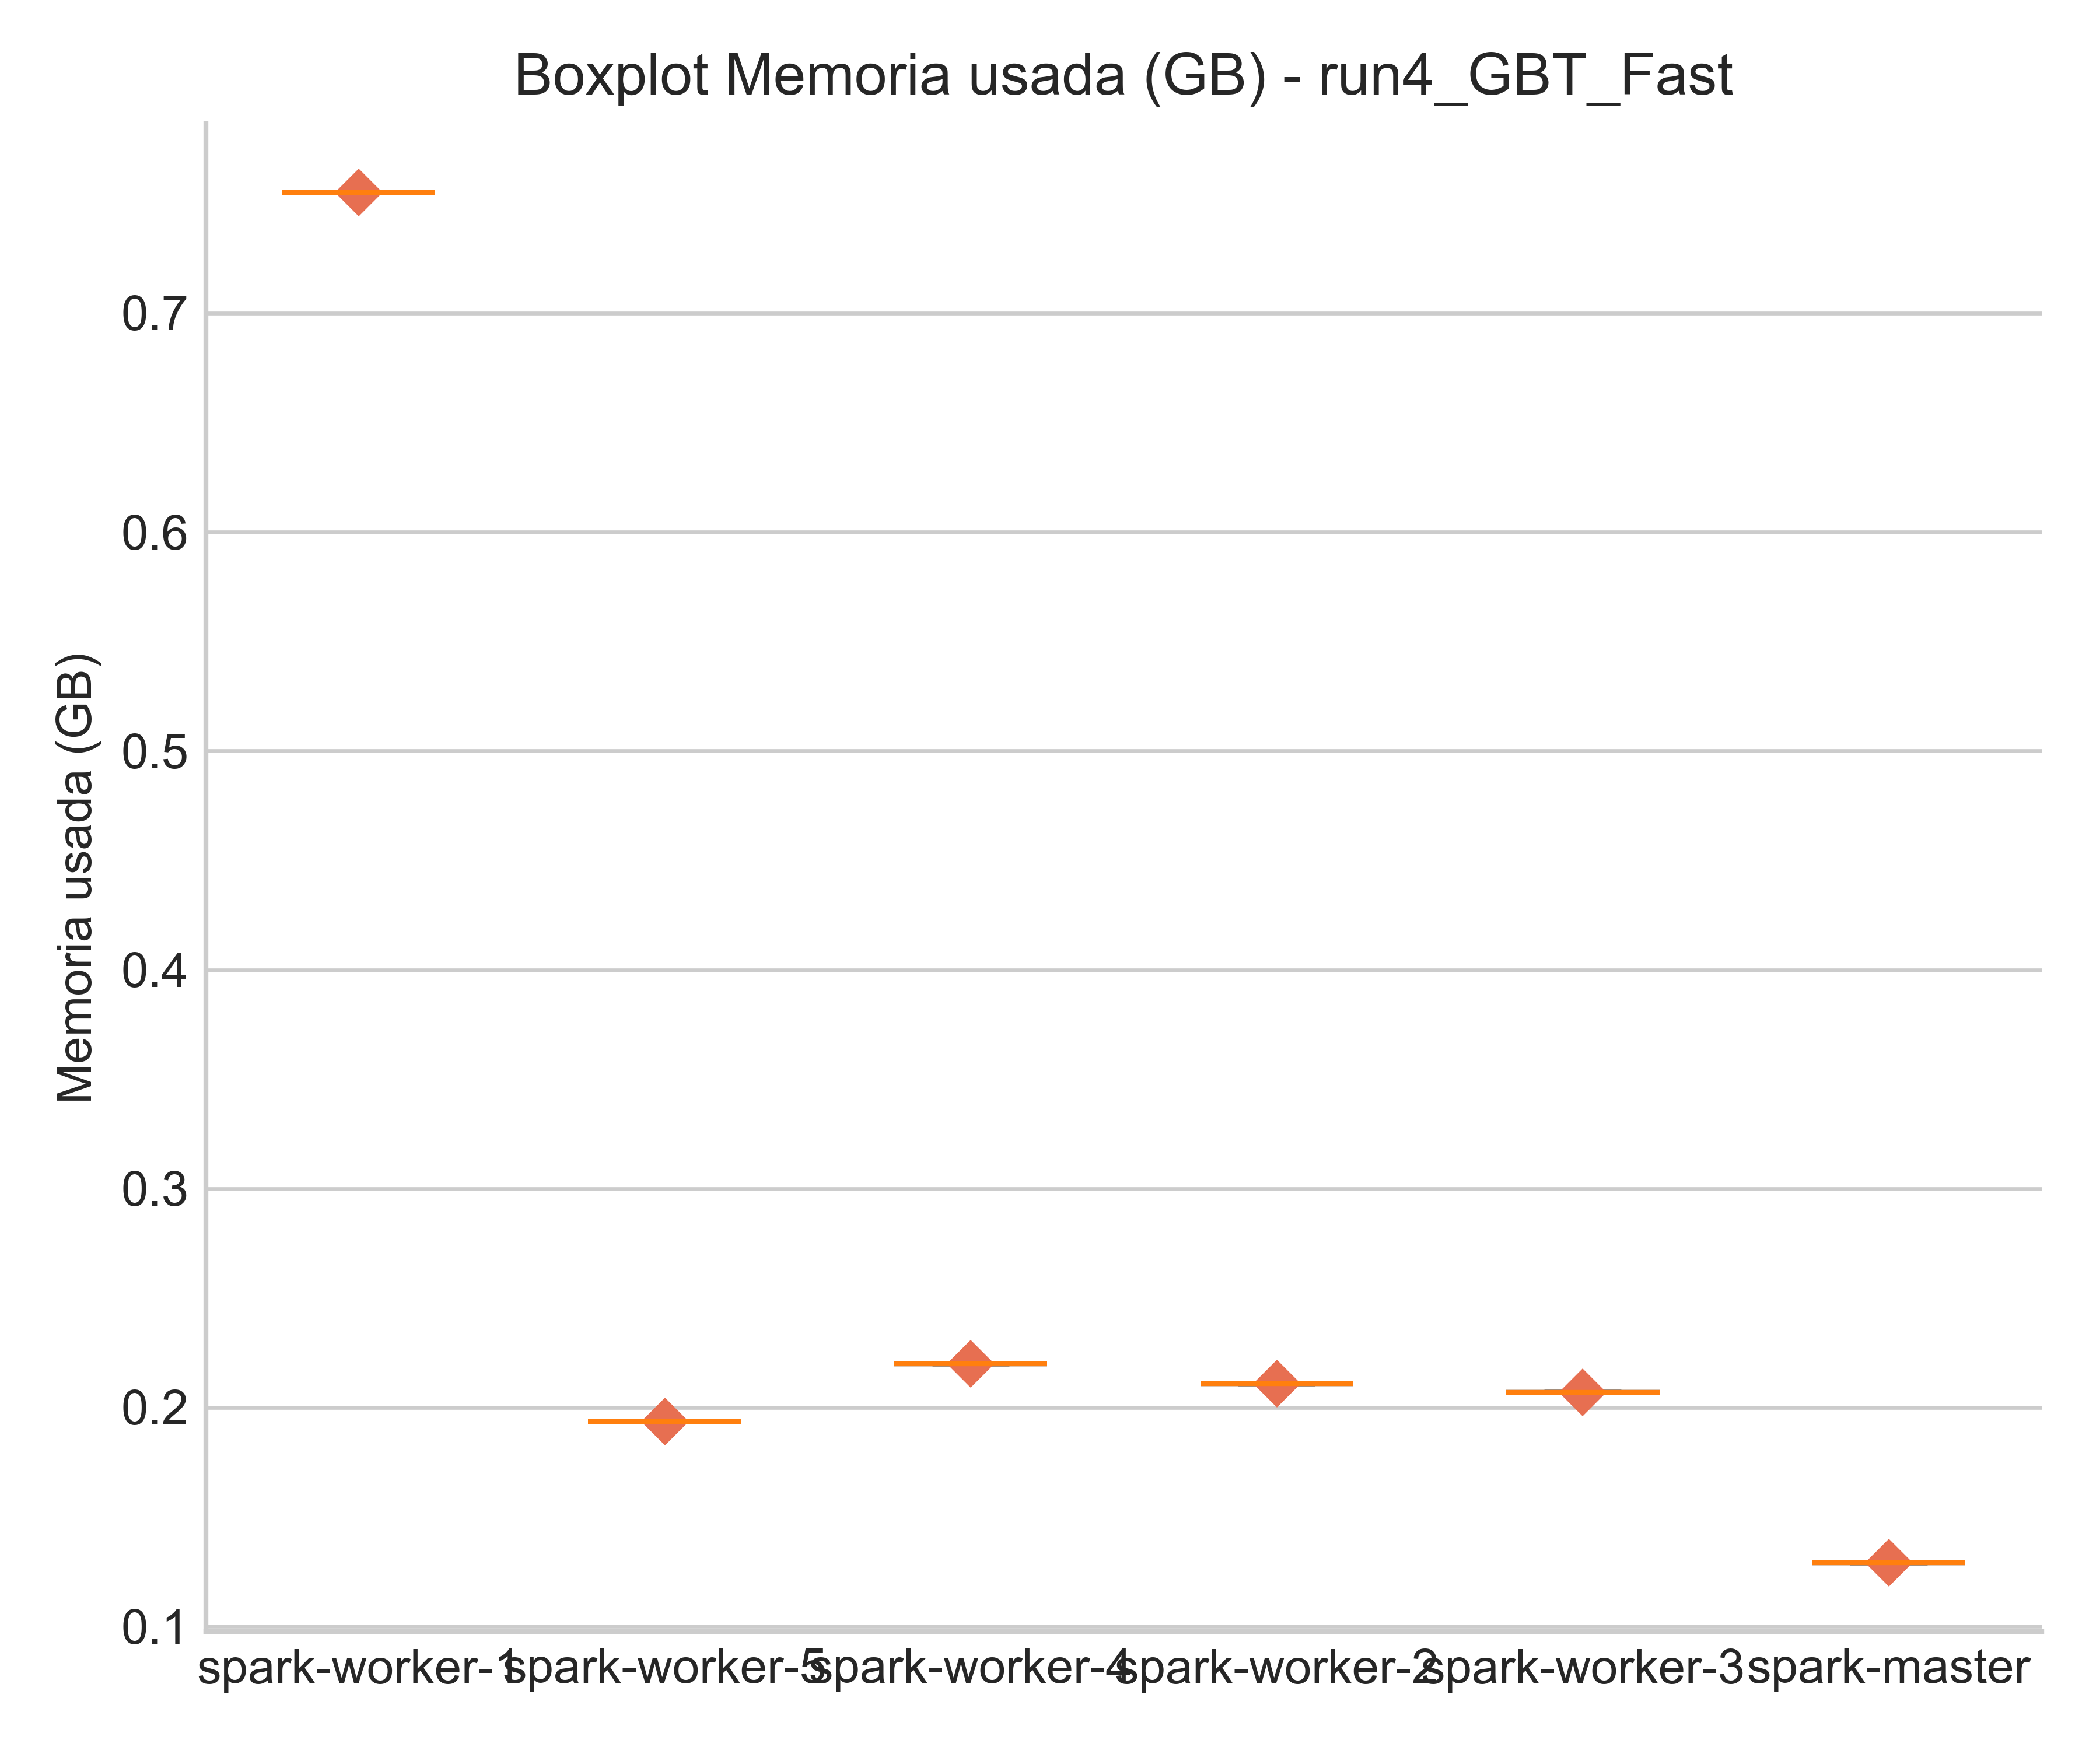 Boxplot Memoria usada (GB) - run4_GBT_Fast
Memoria usada (GB)
0.7
0.6
0.5
0.4
0.3
0.2
0.1
spark-worker-1
spark-worker-5
spark-worker-4
spark-worker-2
spark-worker-3
spark-master